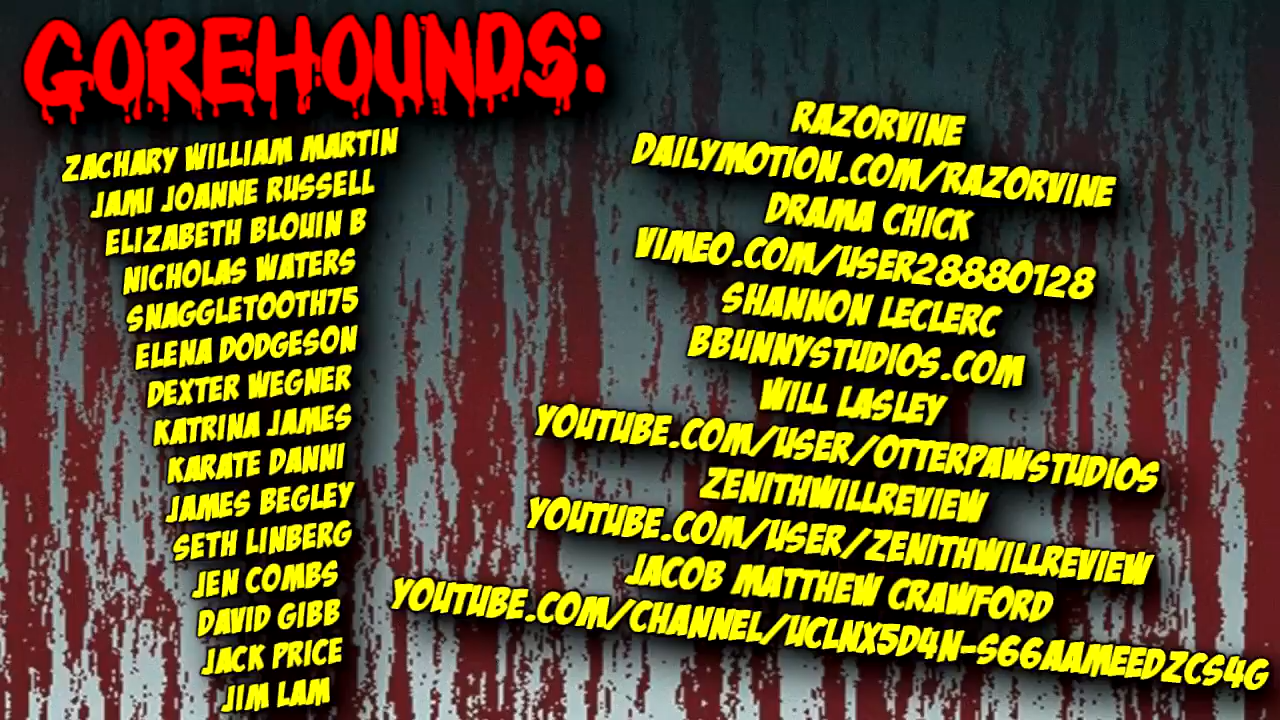 GOREHOUNDS:
ZACHARY WILLIAM MARTIN
JAMI JOANNE RUSSELL
ELIZABETH BLOUIN B
NICHOLAS WATERS
SNAGGLETOOTH75
ELENA DODGESON
DEXTER WEGNER
KATRINA JAMES
KARATE DANNI
JAMES BEGLEY
SETH LINBERG
JEN COMBS
DAVID GIBB
JACK PRICE
JIM LAM
RAZORVINE
DAILYMOTION.COM/RAZORVINE
DRAMA CHICK
VIMEO.COM/USER28880128
SHANNON LECLERC
BBUNNYSTUDIOS.COM
WILL LASLEY
YOUTUBE.COM/USER/OTTERPAWSTUDIOS
ZENITHWILLREVIEW
YOUTUBE.COM/USER/ZENITHWILLREVIEW
JACOB MATTHEW CRAWFORD
YOUTUBE.COM/CHANNEL/UCLNX5D4N-S66AAMEEDZCS4G